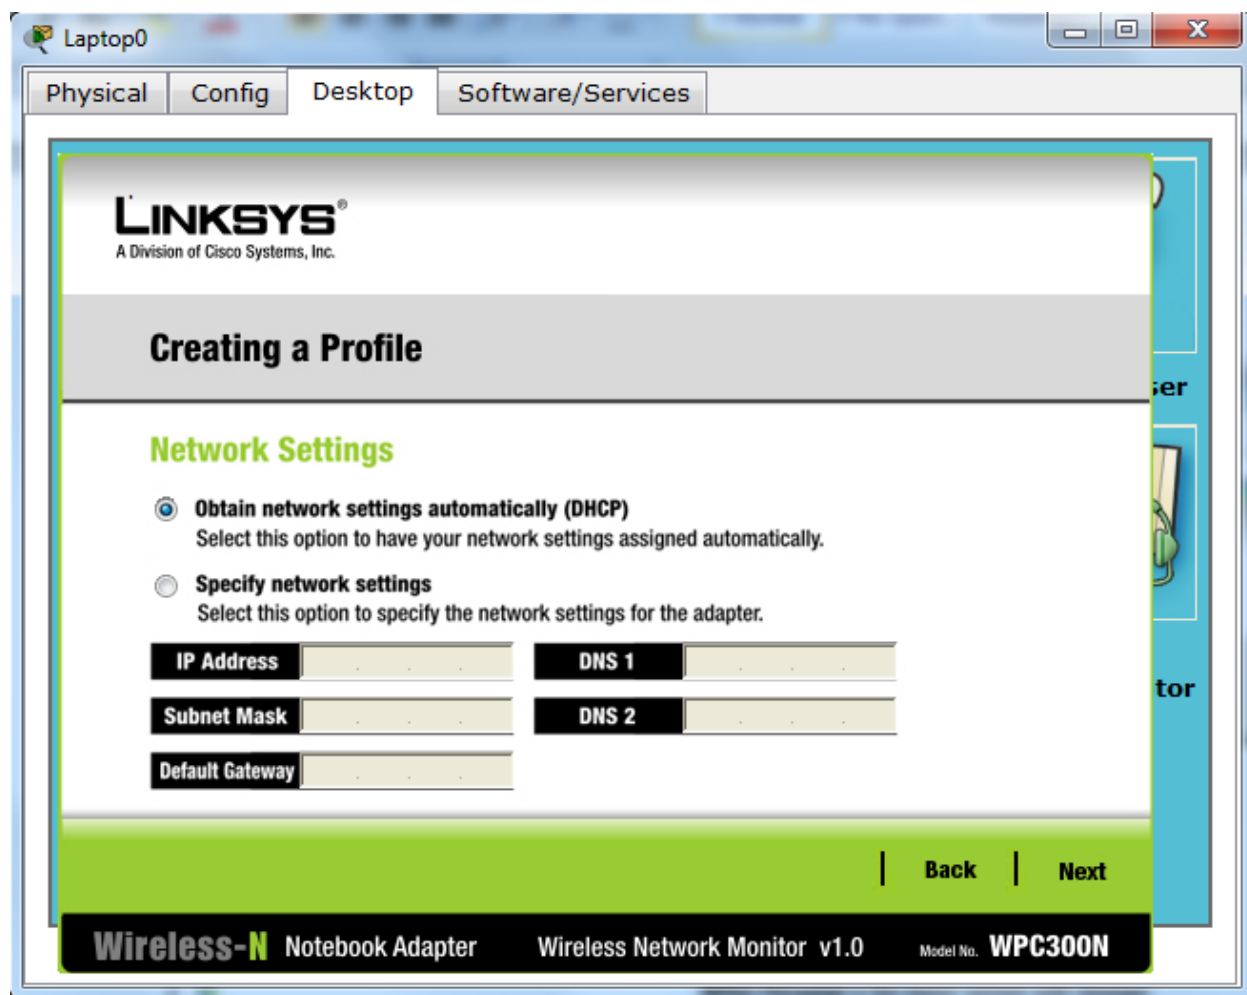 Laptop0
Physical Config Desktop Software/Services
LINKSYS®
A Division of Cisco Systems, Inc.
Creating a Profile
Network Settings
Obtain network settings automatically (DHCP)
Select this option to have your network settings assigned automatically.
Specify network settings
Select this option to specify the network settings for the adapter.
IP Address DNS 1
Subnet Mask DNS 2
Default Gateway
ser
tor
Back Next
Wireless-N Notebook Adapter Wireless Network Monitor v1.0 Model No. WPC300N